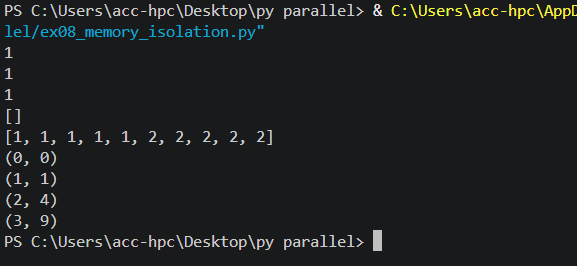 PS C:\Users\acc-hpc\Desktop\py parallel> & C:\Users\acc-hpc\AppD
lel/ex08_memory_isolation.py"
1
1
1
[]
[1, 1, 1, 1, 1, 2, 2, 2, 2, 2]
(0, 0)
(1, 1)
(2, 4)
(3, 9)
PS C:\Users\acc-hpc\Desktop\py parallel>